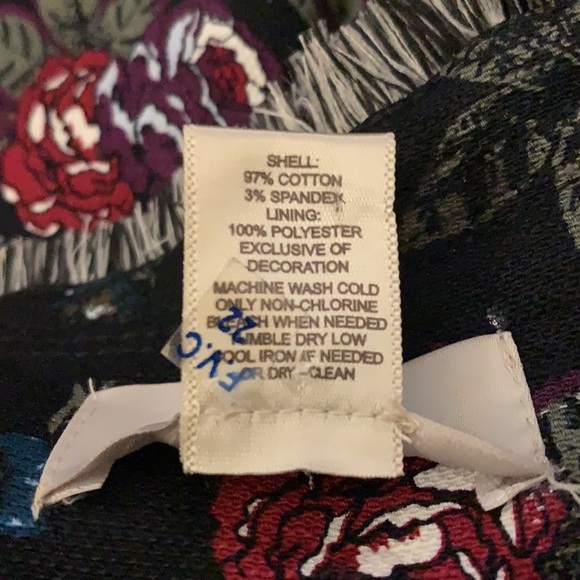 SHELL:
97% COTTON
3% SPANDEX
LINING:
100% POLYESTER
EXCLUSIVE OF
DECORATION
MACHINE WASH COLD
ONLY NON-CHLORINE
BLEACH WHEN NEEDED
TUMBLE DRY LOW
COOL IRON IF NEEDED
OR DRY-CLEAN
F.V.C
22